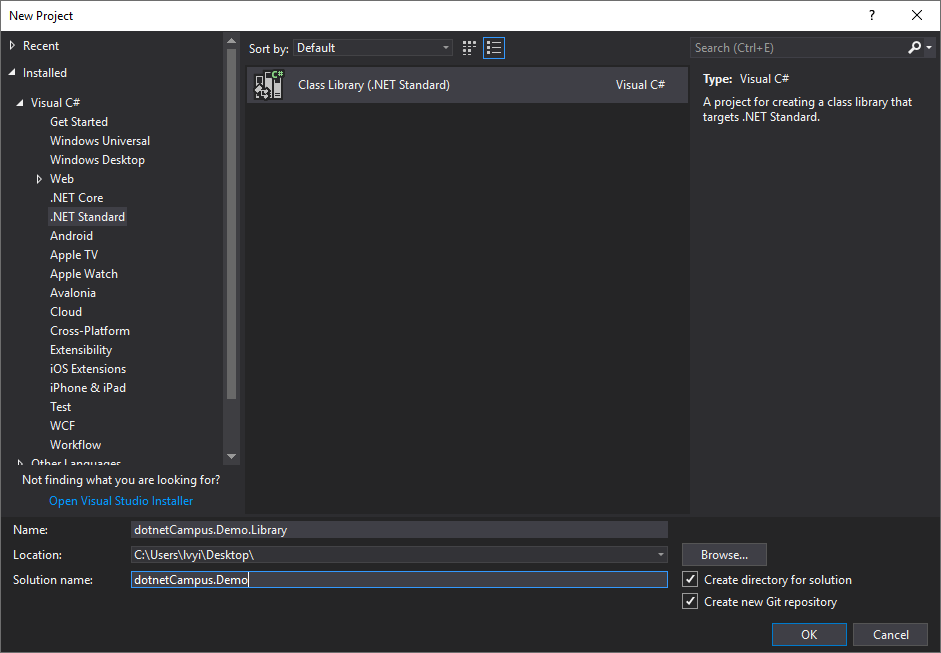 New Project
?
Recent
Installed
Visual C#
Get Started
Windows Universal
Windows Desktop
Web
.NET Core
.NET Standard
Android
Apple TV
Apple Watch
Avalonia
Cloud
Cross-Platform
Extensibility
iOS Extensions
iPhone & iPad
Test
WCF
Workflow
Other Languages
Not finding what you are looking for?
Open Visual Studio Installer
Sort by: Default
C# Class Library (.NET Standard) Visual C#
Search (Ctrl+E)
Type: Visual C#
A project for creating a class library that
targets .NET Standard.
Name: dotnetCampus.Demo.Library
Location: C:\Users\lvyi\Desktop\
Browse...
Solution name: dotnetCampus.Demo
Create directory for solution
Create new Git repository
OK Cancel